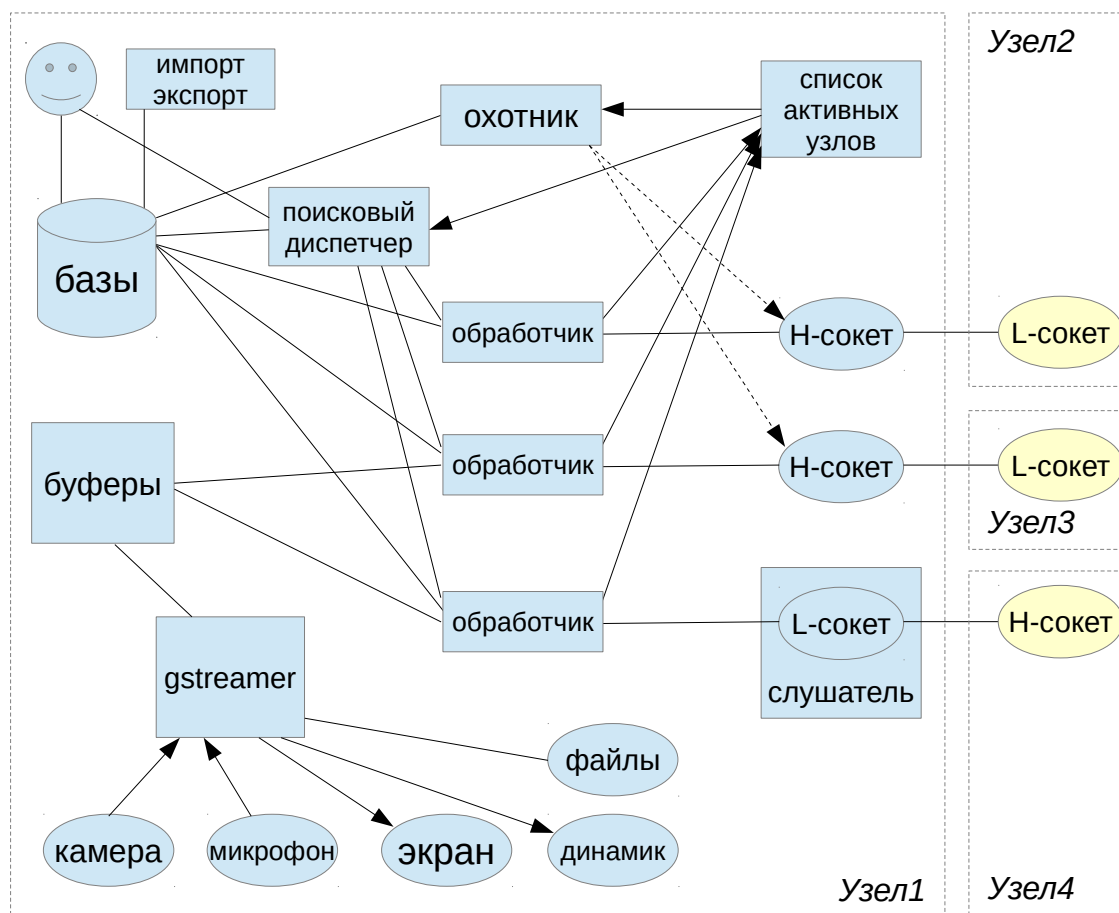 импорт
экспорт
охотник
список
активных
узлов
Узел2
поисковый
диспетчер
базы
обработчик
H-сокет
L-сокет
буферы
обработчик
H-сокет
L-сокет
Узел3
обработчик
L-сокет
слушатель
H-сокет
gstreamer
файлы
камера
микрофон
экран
динамик
Узел1
Узел4